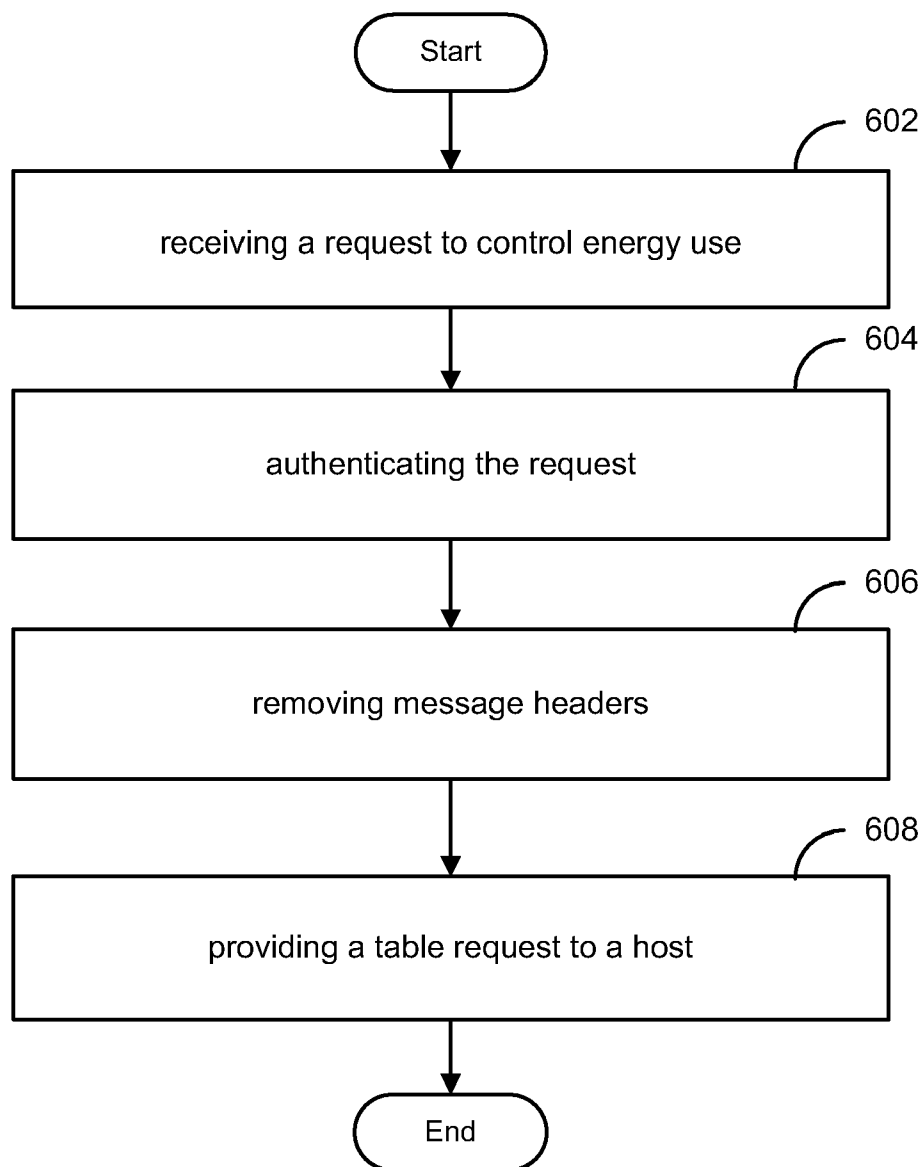 Start
602
receiving a request to control energy use
604
authenticating the request
606
removing message headers
608
providing a table request to a host
End